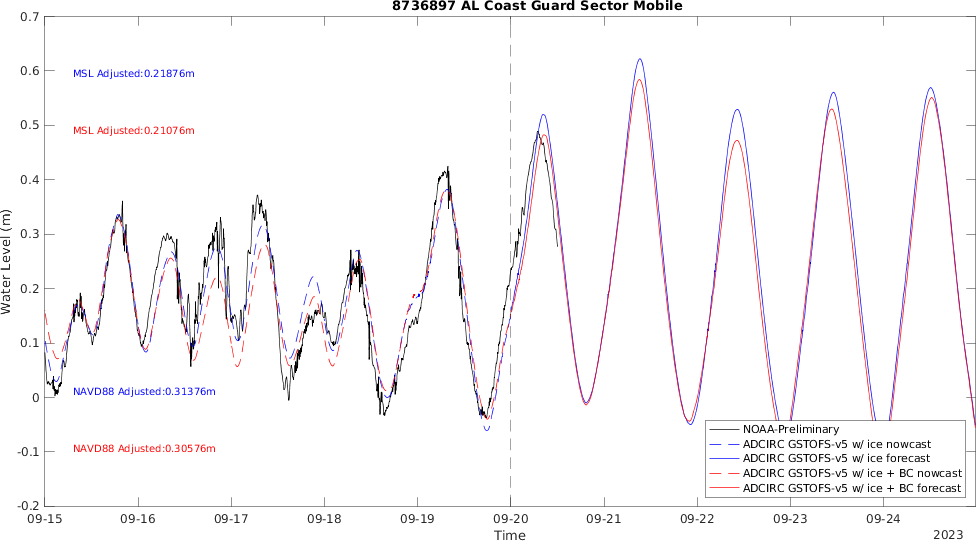 8736897 AL Coast Guard Sector Mobile
0.7
0.6
0.5
0.4
0.3
0.2
0.1
0
-0.1
-0.2
Water Level (m)
MSL Adjusted:0.21876m
MSL Adjusted:0.21076m
NAVD88 Adjusted:0.31376m
NAVD88 Adjusted:0.30576m
NOAA-Preliminary
ADCIRC GSTOFS-v5 w/ ice nowcast
ADCIRC GSTOFS-v5 w/ ice forecast
ADCIRC GSTOFS-v5 w/ ice + BC nowcast
ADCIRC GSTOFS-v5 w/ ice + BC forecast
09-15 09-16 09-17 09-18 09-19 09-20 09-21 09-22 09-23 09-24
Time
2023